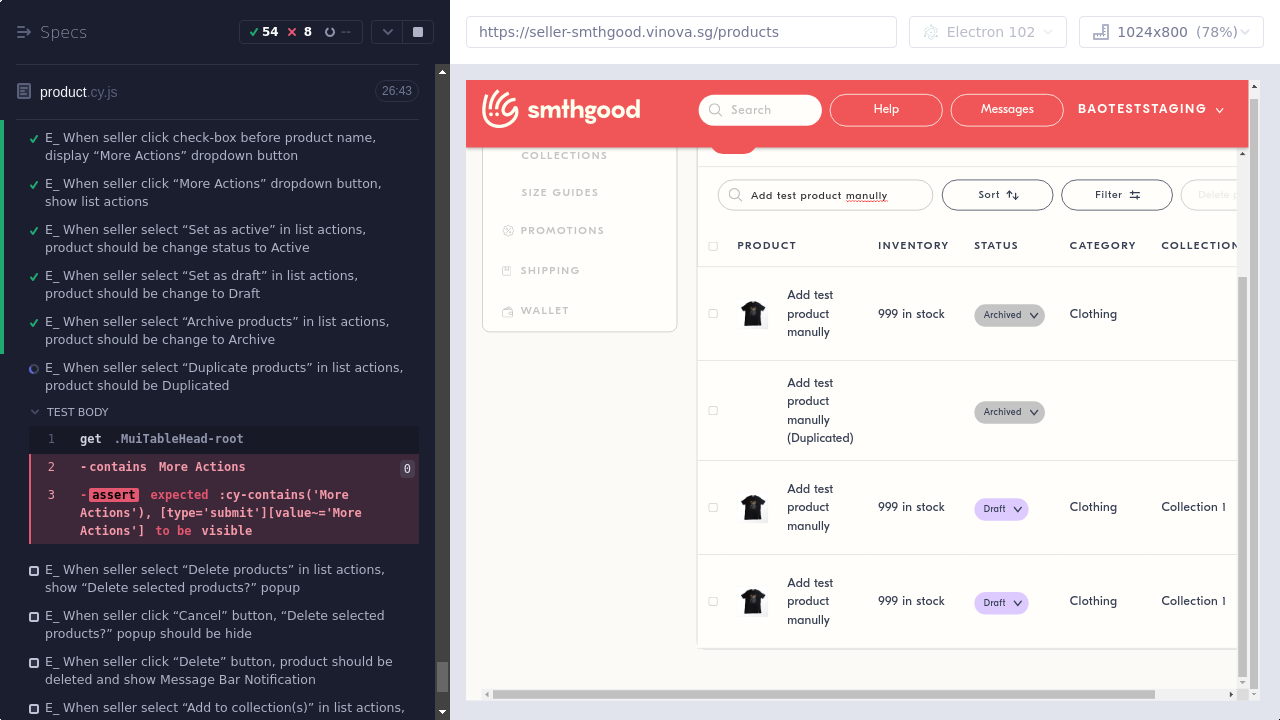 Specs
54 8 --
product.cy.js
26:43
E_ When seller click check-box before product name,
display “More Actions” dropdown button
E_ When seller click “More Actions” dropdown button,
show list actions
E_ When seller select “Set as active” in list actions,
product should be change status to Active
E_ When seller select “Set as draft” in list actions,
product should be change to Draft
E_ When seller select “Archive products” in list actions,
product should be change to Archive
E_ When seller select “Duplicate products” in list actions,
product should be Duplicated
TEST BODY
1 get .MuiTableHead-root
2 -contains More Actions 0
3 -assert expected :cy-contains('More
Actions'), [type='submit'][value~='More
Actions'] to be visible
E_ When seller select “Delete products” in list actions,
show “Delete selected products?” popup
E_ When seller click “Cancel” button, “Delete selected
products?” popup should be hide
E_ When seller click “Delete” button, product should be
deleted and show Message Bar Notification
E_ When seller select “Add to collection(s)” in list actions,
https://seller-smthgood.vinova.sg/products
Electron 102
1024x800 (78%)
smthgood
Search
Help
Messages
BAOTESTSTAGING
COLLECTIONS
SIZE GUIDES
PROMOTIONS
SHIPPING
WALLET
Add test product manully
Sort
Filter
Delete p
PRODUCT INVENTORY STATUS CATEGORY COLLECTION
Add test
product
manully
999 in stock
Archived
Clothing
Add test
product
manully
(Duplicated)
Archived
Add test
product
manully
999 in stock
Draft
Clothing
Collection 1
Add test
product
manully
999 in stock
Draft
Clothing
Collection 1